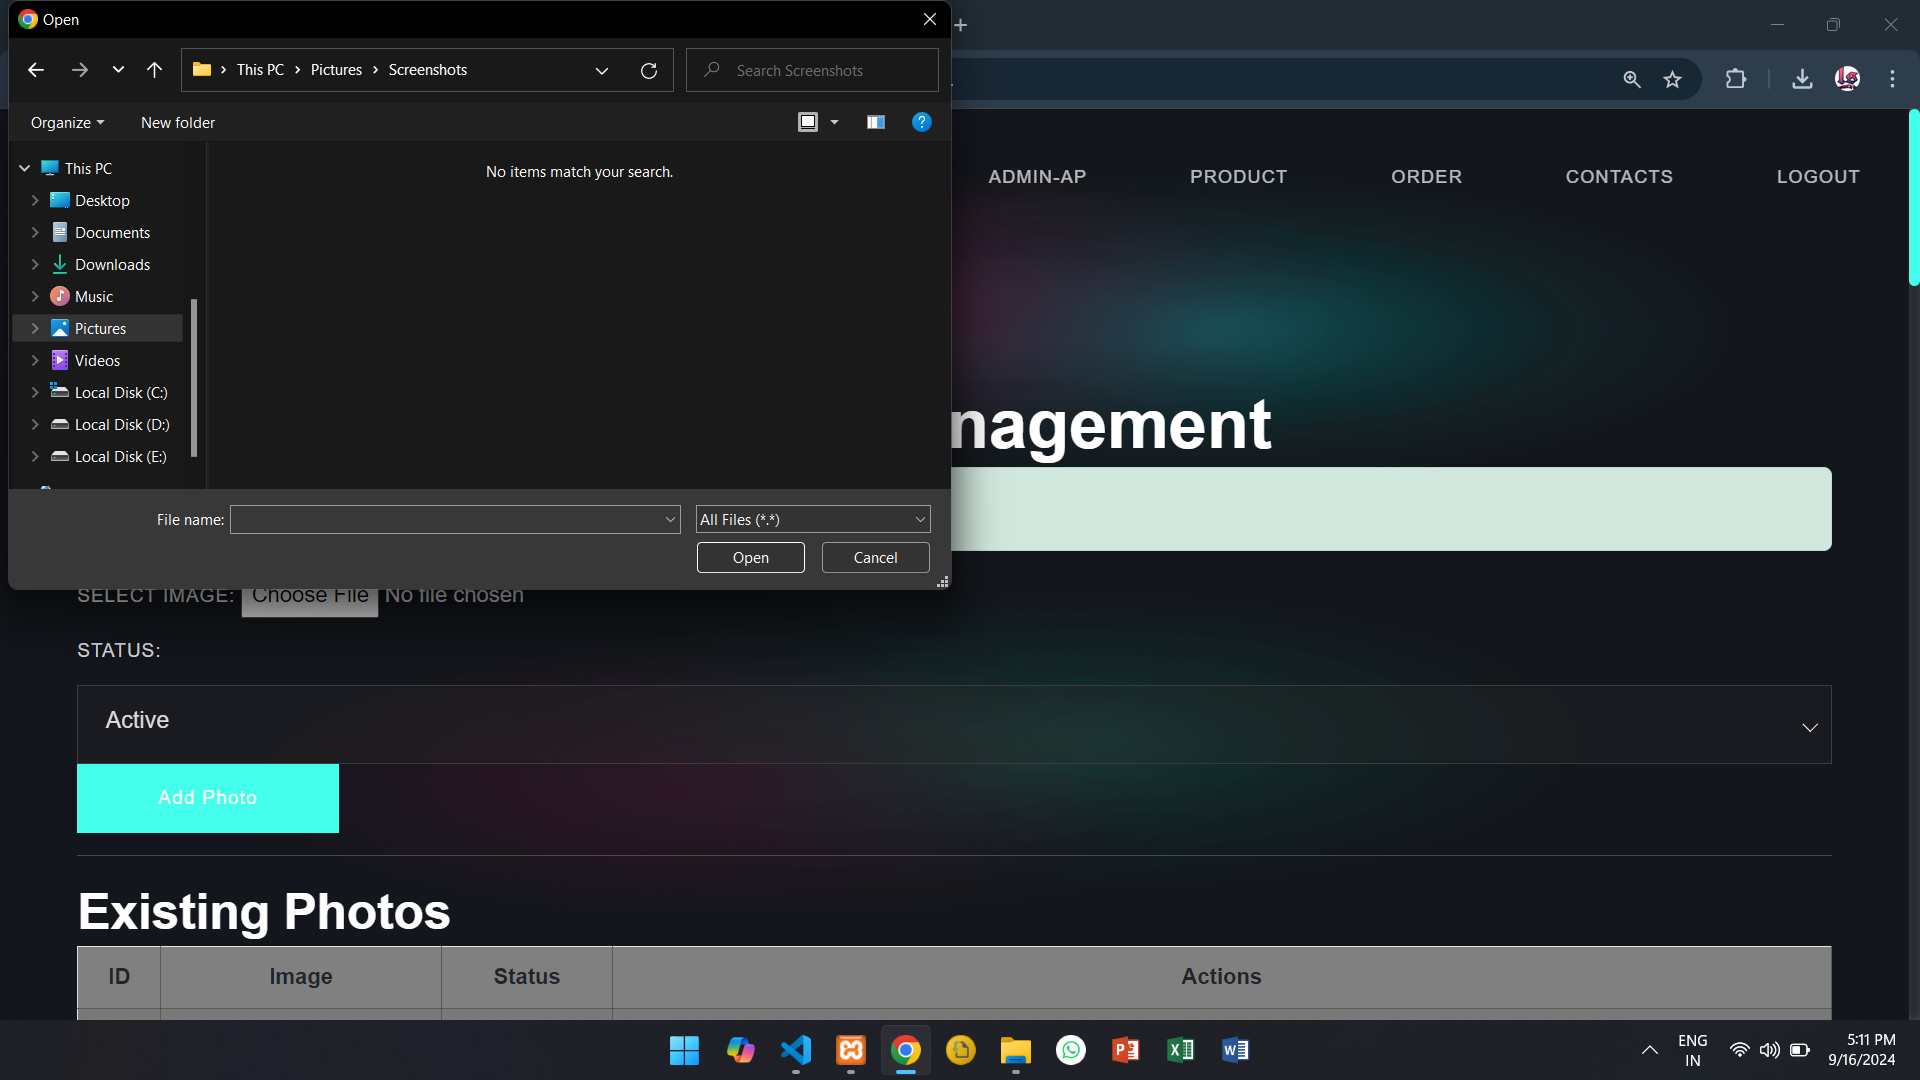 Open
This PC > Pictures > Screenshots
Search Screenshots
Organize
New folder
This PC
Desktop
Documents
Downloads
Music
Pictures
Videos
Local Disk (C:)
Local Disk (D:)
Local Disk (E:)
No items match your search.
File name:
All Files (*.*)
Open
Cancel
ADMIN-AP
PRODUCT
ORDER
CONTACTS
LOGOUT
nagement
SELECT IMAGE: Choose File No file chosen
STATUS:
Active
Add Photo
Existing Photos
ID Image Status Actions
ENG
IN
5:11 PM
9/16/2024